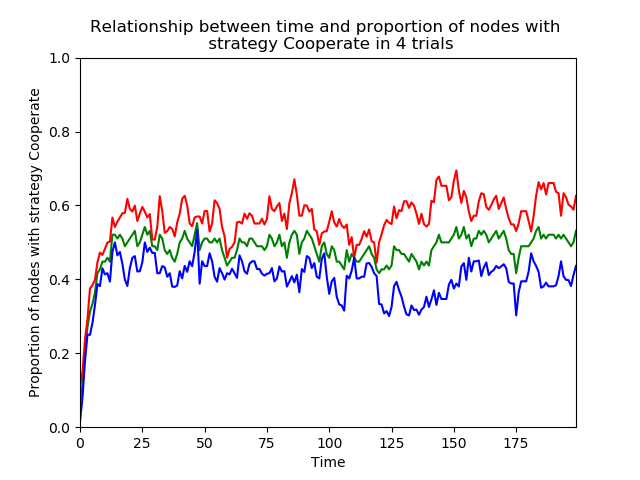 Relationship between time and proportion of nodes with
strategy Cooperate in 4 trials
Proportion of nodes with strategy Cooperate
1.0
0.8
0.6
0.4
0.2
0.0
0 25 50 75 100 125 150 175
Time